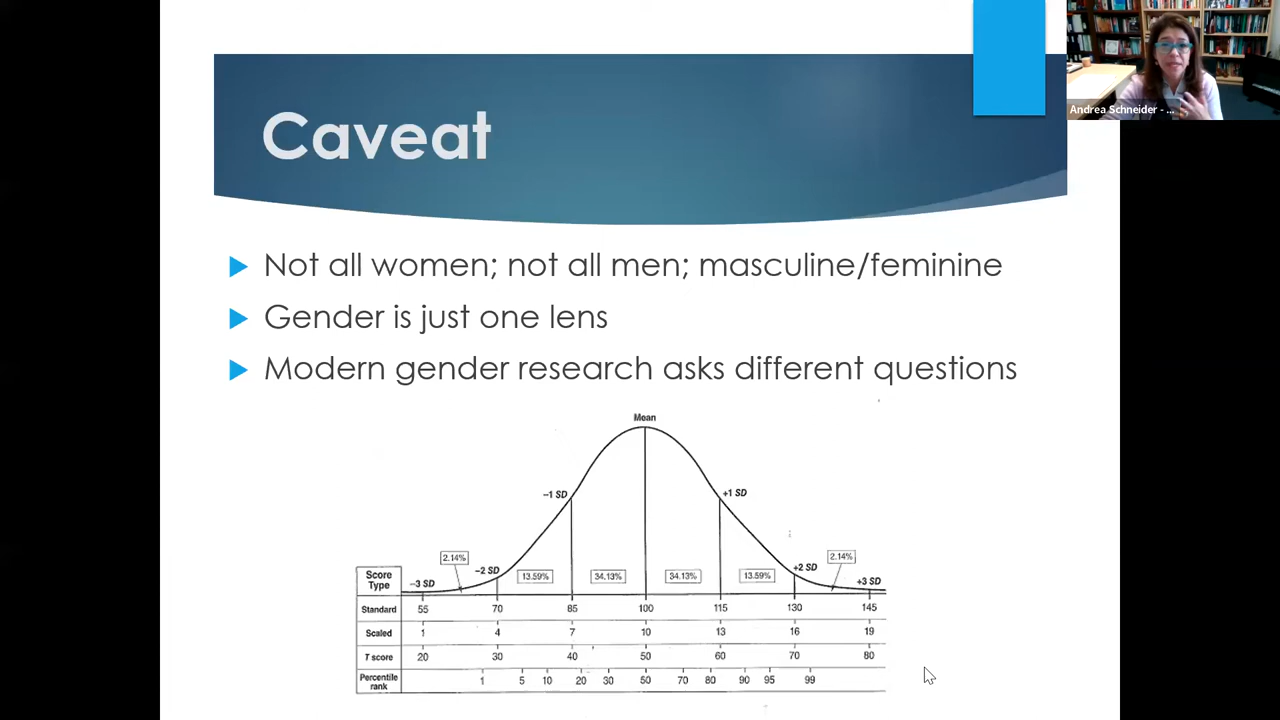 Caveat
Andrea Schneider - ...
Not all women; not all men; masculine/feminine
Gender is just one lens
Modern gender research asks different questions
Mean
–1 SD
+1 SD
2.14%
2.14%
–2 SD
+2 SD
–3 SD
13.59%
34.13%
34.13%
13.59%
+3 SD
Score
Type
Standard 55 70 85 100 115 130 145
Scaled 1 4 7 10 13 16 19
T score 20 30 40 50 60 70 80
Percentile
rank
1 5 10 20 30 50 70 80 90 95 99